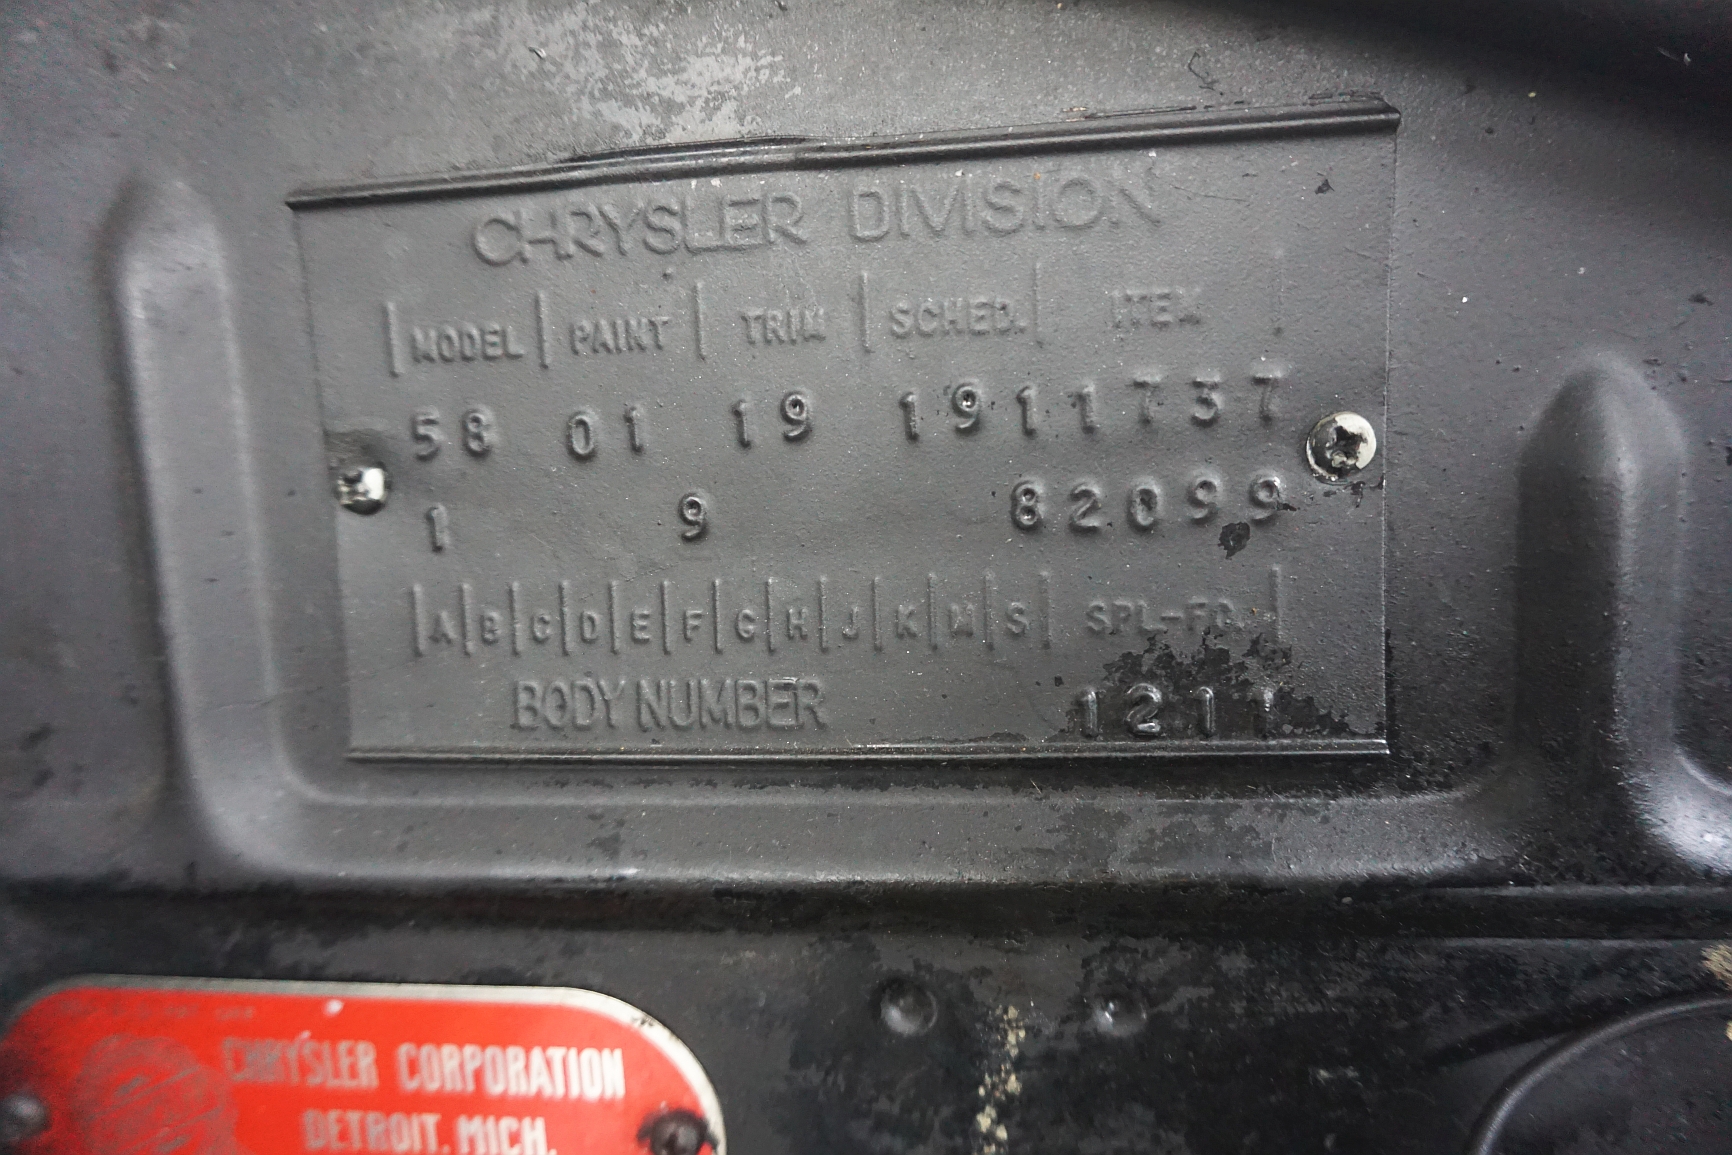 CHRYSLER DIVISION
MODEL PAINT TRIM SCHED. ITEM
58 01 19 1911737
1 9 82099
A B C D E F G H J K M S SPL-FG.
BODY NUMBER 1211
CHRYSLER CORPORATION
DETROIT, MICH.